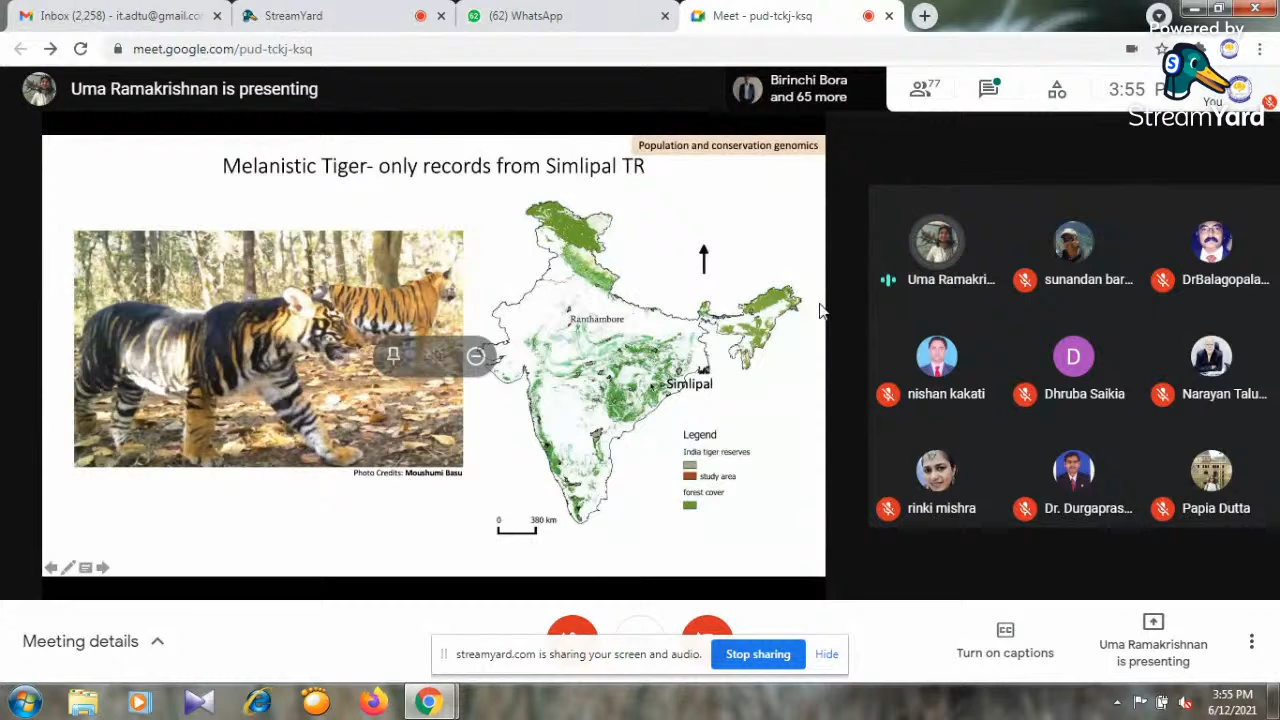 Inbox (2,258) - it.adtu@gmail.co
StreamYard
(62) WhatsApp
Meet - pud-tckj-ksq
meet.google.com/pud-tckj-ksq
Powered by
StreamYard
Uma Ramakrishnan is presenting
Birinchi Bora
and 65 more
77
3:55 P
You
Population and conservation genomics
Melanistic Tiger- only records from Simlipal TR
Ranthambore
Simlipal
Legend
India tiger reserves
study area
forest cover
0 380 km
Photo Credits: Moushumi Basu
Uma Ramakri...
sunandan bar...
DrBalagopala...
nishan kakati
D
Dhruba Saikia
Narayan Talu...
rinki mishra
Dr. Durgapras...
Papia Dutta
Meeting details
streamyard.com is sharing your screen and audio.
Stop sharing
Hide
Turn on captions
Uma Ramakrishnan
is presenting
3:55 PM
6/12/2021